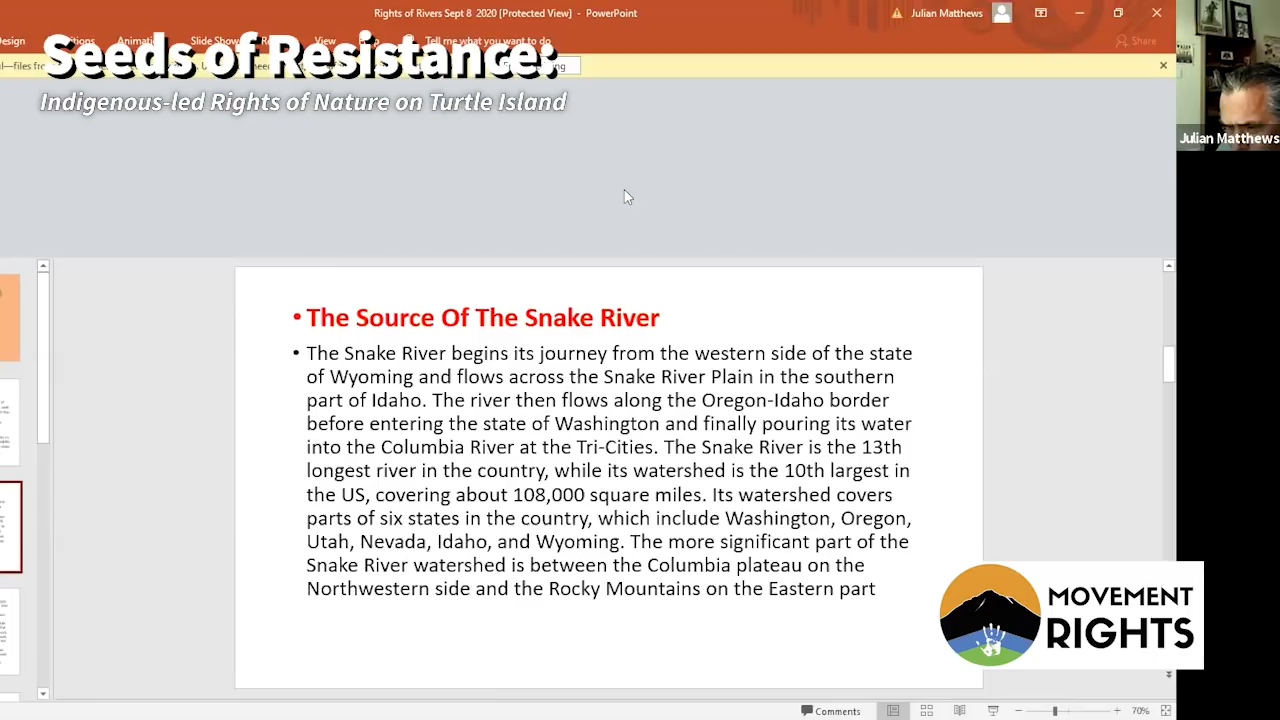 Rights of Rivers Sept 8 2020 [Protected View] - PowerPoint
Julian Matthews
esign
Animat
Slide Show
View
Tell me what you want to do
Share
Seeds of Resistance:
Indigenous-led Rights of Nature on Turtle Island
Julian Matthews
• The Source Of The Snake River
• The Snake River begins its journey from the western side of the state
of Wyoming and flows across the Snake River Plain in the southern
part of Idaho. The river then flows along the Oregon-Idaho border
before entering the state of Washington and finally pouring its water
into the Columbia River at the Tri-Cities. The Snake River is the 13th
longest river in the country, while its watershed is the 10th largest in
the US, covering about 108,000 square miles. Its watershed covers
parts of six states in the country, which include Washington, Oregon,
Utah, Nevada, Idaho, and Wyoming. The more significant part of the
Snake River watershed is between the Columbia plateau on the
Northwestern side and the Rocky Mountains on the Eastern part
MOVEMENT
RIGHTS
Comments
70%